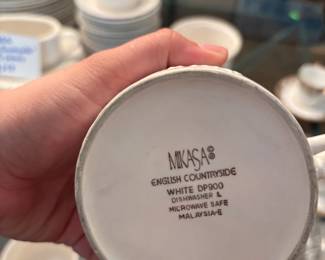 MIKASA®
ENGLISH COUNTRYSIDE
WHITE DP900
DISHWASHER &
MICROWAVE SAFE
MALAYSIA-E